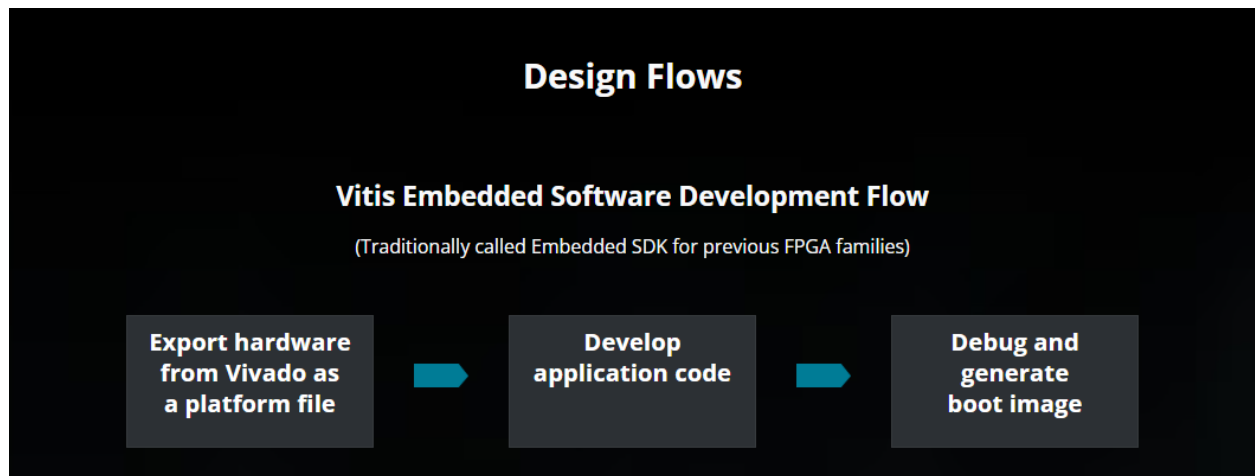 Design Flows
Vitis Embedded Software Development Flow
(Traditionally called Embedded SDK for previous FPGA families)
Export hardware
from Vivado as
a platform file
Develop
application code
Debug and
generate
boot image